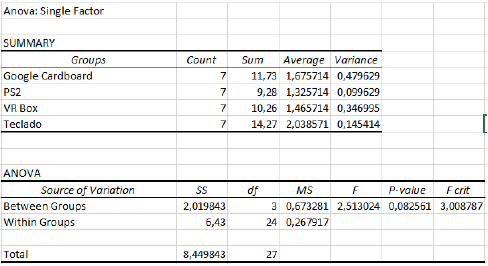 Anova: Single Factor
SUMMARY
Groups Count Sum Average Variance
Google Cardboard 7 11,73 1,675714 0,479629
PS2 7 9,28 1,325714 0,099629
VR Box 7 10,26 1,465714 0,346995
Teclado 7 14,27 2,038571 0,145414
ANOVA
Source of Variation SS df MS F P-value F crit
Between Groups 2,019843 3 0,673281 2,513024 0,082561 3,008787
Within Groups 6,43 24 0,267917
Total 8,449843 27